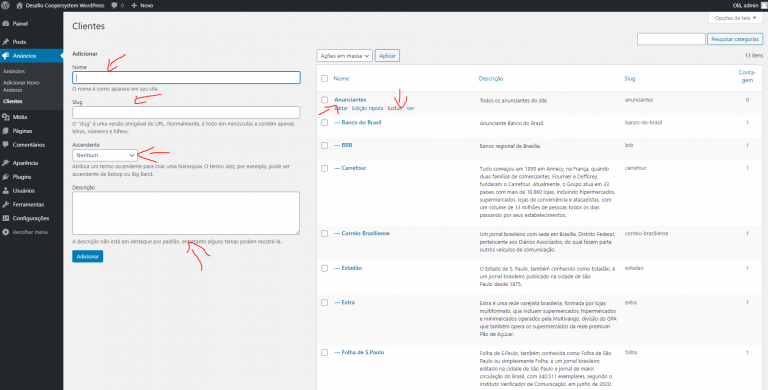 Desafio Coopersystem WordPress
0
Novo
Olá, admin
Painel
Posts
Anúncios
Anúncios
Adicionar Novo
Anúncio
Clientes
Mídia
Páginas
Comentários
Aparência
Plugins
Usuários
Ferramentas
Configurações
Recolher menu
Opções de tela
Clientes
Pesquisar categorias
Adicionar
Nome
O nome é como aparece em seu site.
Slug
O "slug" é uma versão amigável do URL. Normalmente, é todo em minúsculas e contém apenas
letras, números e hífens.
Ascendente
Nenhum
Atribua um termo ascendente para criar uma hierarquia. O termo Jazz, por exemplo, pode ser
ascendente de Bebop ou Big Band.
Descrição
A descrição não está em destaque por padrão, entretanto alguns temas podem mostrá-la.
Adicionar
Ações em massa
Aplicar
13 itens
Nome Descrição Slug Conta-
gem
Anunciantes Todos os anunciantes do site anunciantes 0
Editar | Edição rápida | Excluir | Ver
— Banco do Brasil Anunciante Banco do Brasil. banco-do-brasil 1
— BRB Banco regional de Brasília. brb 1
— Carrefour Tudo começou em 1959 em Annecy, na França, quando carrefour 1
duas famílias de comerciantes, Fournier e Defforey,
fundaram o Carrefour. Atualmente, o Grupo atua em 33
países com mais de 10.860 lojas, incluindo hipermercados,
supermercados, lojas de conveniência e atacadistas, com
um volume de 13 milhões de pessoas todos os dias
passando por seus estabelecimentos.
— Correio Braziliense Um jornal brasileiro com sede em Brasília, Distrito Federal, correio-braziliense 1
pertencente aos Diários Associados, do qual fazem parte
outros veículos de comunicação.
— Estadão O Estado de S. Paulo, também conhecido como Estadão, é estadao 1
um jornal brasileiro publicado na cidade de São
Paulo desde 1875.
— Extra Extra é uma rede varejista brasileira, formada por lojas extra 1
multiformato, que incluem supermercados, hipermercados
e minimercados operados pela Multivarejo, divisão do GPA
que também opera os supermercados da rede premium
Pão de Açúcar.
— Folha de S.Paulo Folha de S.Paulo, também conhecida como Folha de São folha 1
Paulo ou simplesmente Folha, é um jornal brasileiro
editado na cidade de São Paulo e jornal de maior
circulação do Brasil, com 340,511 exemplares, segundo o
Instituto Verificador de Comunicação, em junho de 2020.